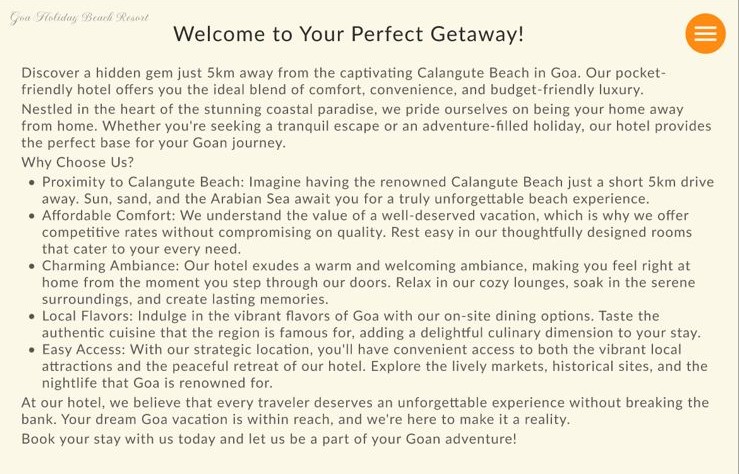 Goa Holiday Beach Resort
Welcome to Your Perfect Getaway!
Discover a hidden gem just 5km away from the captivating Calangute Beach in Goa. Our pocket-
friendly hotel offers you the ideal blend of comfort, convenience, and budget-friendly luxury.
Nestled in the heart of the stunning coastal paradise, we pride ourselves on being your home away
from home. Whether you're seeking a tranquil escape or an adventure-filled holiday, our hotel provides
the perfect base for your Goan journey.
Why Choose Us?
• Proximity to Calangute Beach: Imagine having the renowned Calangute Beach just a short 5km drive
away. Sun, sand, and the Arabian Sea await you for a truly unforgettable beach experience.
• Affordable Comfort: We understand the value of a well-deserved vacation, which is why we offer
competitive rates without compromising on quality. Rest easy in our thoughtfully designed rooms
that cater to your every need.
• Charming Ambiance: Our hotel exudes a warm and welcoming ambiance, making you feel right at
home from the moment you step through our doors. Relax in our cozy lounges, soak in the serene
surroundings, and create lasting memories.
• Local Flavors: Indulge in the vibrant flavors of Goa with our on-site dining options. Taste the
authentic cuisine that the region is famous for, adding a delightful culinary dimension to your stay.
• Easy Access: With our strategic location, you'll have convenient access to both the vibrant local
attractions and the peaceful retreat of our hotel. Explore the lively markets, historical sites, and the
nightlife that Goa is renowned for.
At our hotel, we believe that every traveler deserves an unforgettable experience without breaking the
bank. Your dream Goa vacation is within reach, and we're here to make it a reality.
Book your stay with us today and let us be a part of your Goan adventure!